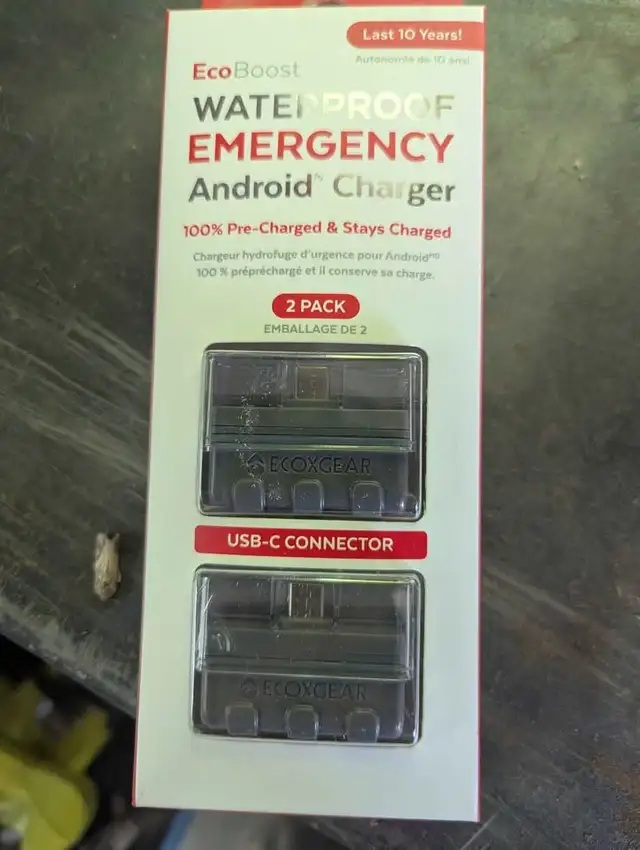 Last 10 Years!
Autonomie de 10 ans!
EcoBoost
WATERPROOF
EMERGENCY
Android™ Charger
100% Pre-Charged & Stays Charged
Chargeur hydrofuge d'urgence pour Android
100 % prépréchargé et il conserve sa charge.
2 PACK
EMBALLAGE DE 2
ECOXGEAR
USB-C CONNECTOR
ECOXGEAR